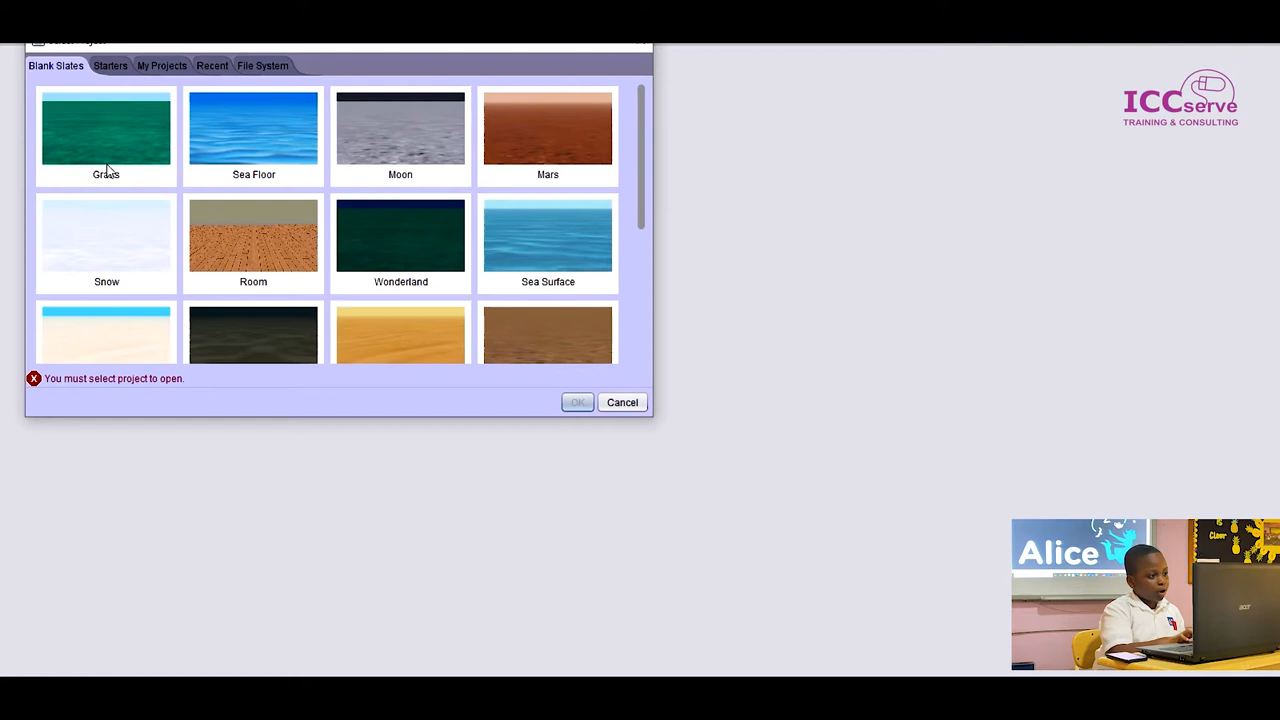 Blank Slates Starters My Projects Recent File System
Grass Sea Floor Moon Mars
Snow Room Wonderland Sea Surface
You must select project to open.
OK Cancel
ICCserve
TRAINING & CONSULTING
Alice
acer